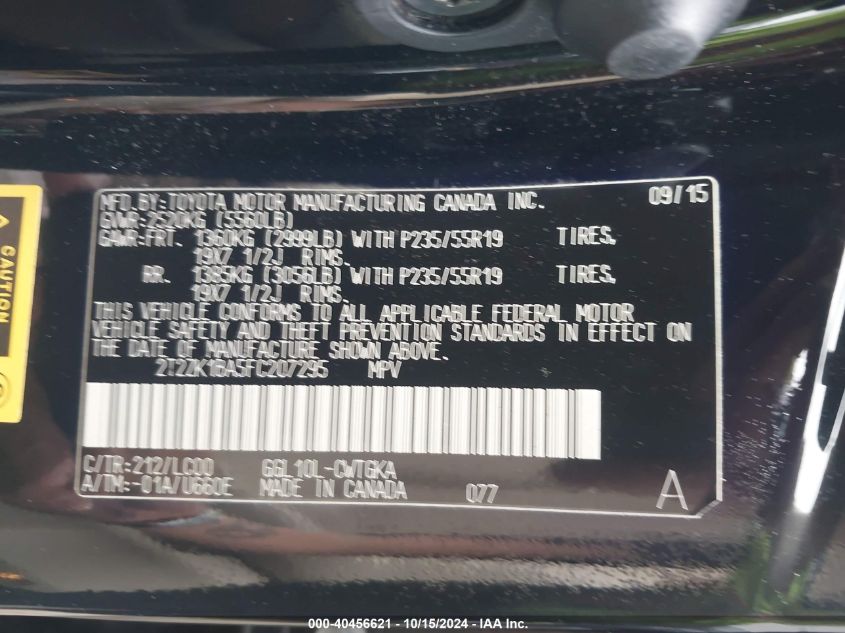 MFD.BY:TOYOTA MOTOR MANUFACTURING CANADA INC. 09/15
GVWR:2520KG (5560LB)
GAWR:FRT. 1360KG (2999LB) WITH P235/55R19 TIRES,
19X7 1/2J RIMS.
RR. 1385KG (3056LB) WITH P235/55R19 TIRES,
19X7 1/2J RIMS.
THIS VEHICLE CONFORMS TO ALL APPLICABLE FEDERAL MOTOR
VEHICLE SAFETY AND THEFT PREVENTION STANDARDS IN EFFECT ON
THE DATE OF MANUFACTURE SHOWN ABOVE.
2T2ZK1BA5FC207295 MPV
C/TR:212/LC00 GGL10L-CWTGKA
A/TM:-01A/U660E MADE IN CANADA 077 A
CAUTION
000-40456621 - 10/15/2024 - IAA Inc.